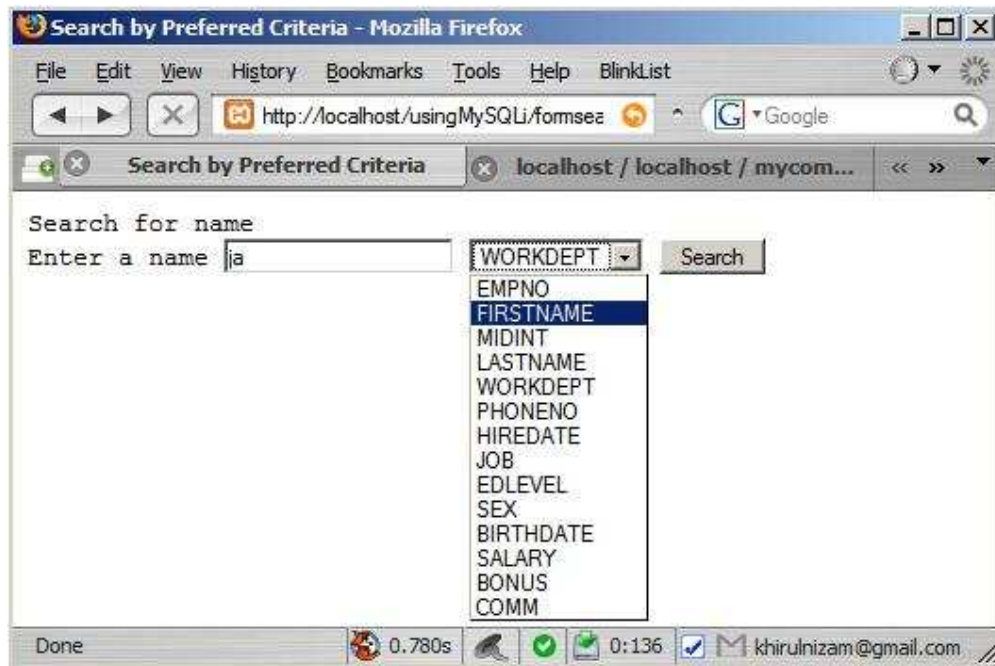 Search by Preferred Criteria - Mozilla Firefox
File Edit View History Bookmarks Tools Help BlinkList
http://localhost/usingMySQLi/formsea G Google
Search by Preferred Criteria localhost / localhost / mycom... << >>
Search for name
Enter a name ja WORKDEPT Search
EMPNO
FIRSTNAME
MIDINT
LASTNAME
WORKDEPT
PHONENO
HIREDATE
JOB
EDLEVEL
SEX
BIRTHDATE
SALARY
BONUS
COMM
Done 0.780s 0:136 khirulnizam@gmail.com